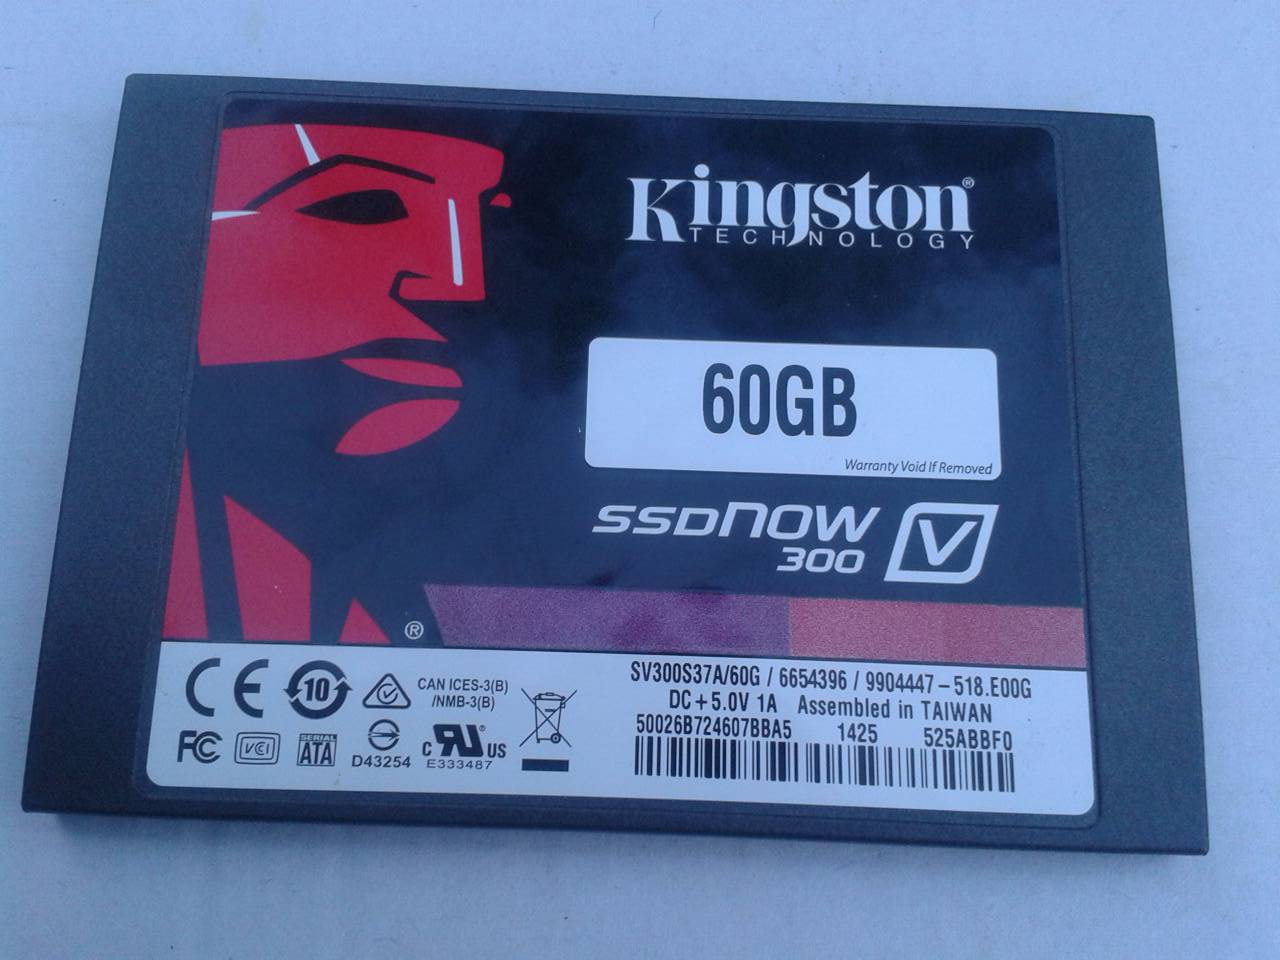 Kingston®
TECHNOLOGY
60GB
Warranty Void If Removed
SSDNOW V
300
®
CE 10 CAN ICES-3(B)
/NMB-3(B)
FC VCI SERIAL
ATA D43254 c RU US
E333487
SV300S37A/60G / 6654396 / 9904447-518.E00G
DC+5.0V 1A Assembled in TAIWAN
50026B724607BBA5 1425 525ABBF0